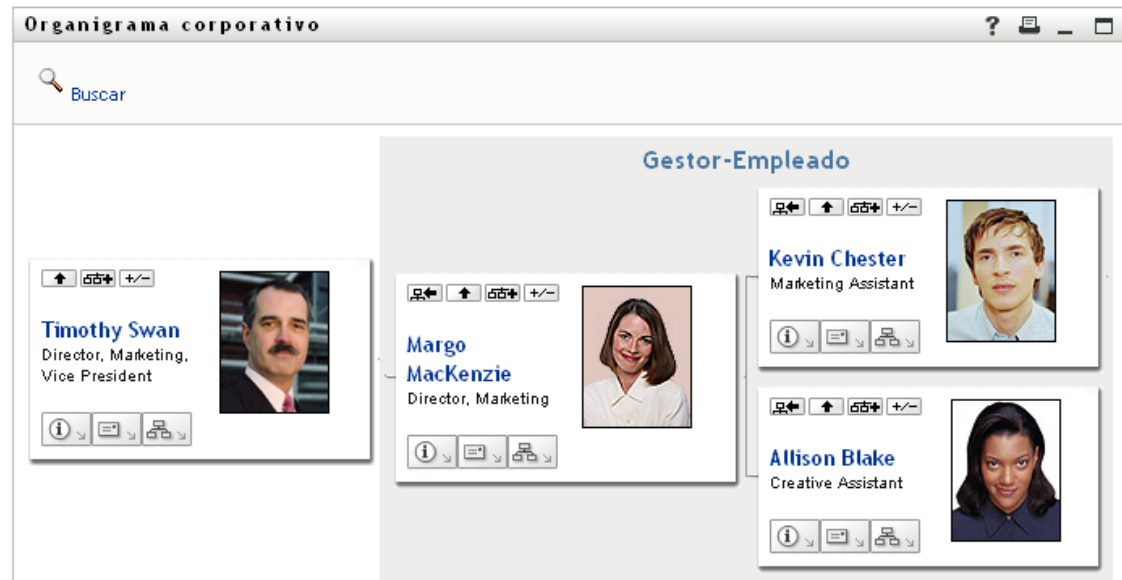 Organigrama corporativo
Buscar
Gestor-Empleado
Timothy Swan
Director, Marketing,
Vice President
Margo
MacKenzie
Director, Marketing
Kevin Chester
Marketing Assistant
Allison Blake
Creative Assistant